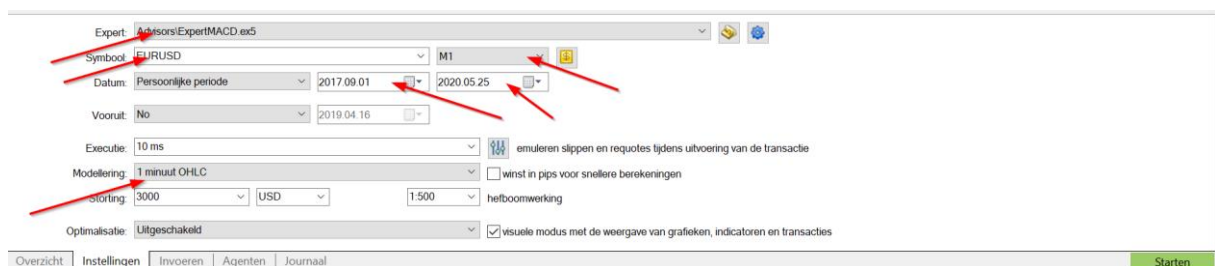 Expert: Advisors\ExpertMACD.ex5
Symbool: EURUSD M1
Datum: Persoonlijke periode 2017.09.01 2020.05.25
Vooruit: No 2019.04.16
Executie: 10 ms emuleren slippen en requotes tijdens uitvoering van de transactie
Modellering: 1 minuut OHLC winst in pips voor snellere berekeningen
Storting: 3000 USD 1:500 hefboomwerking
Optimalisatie: Uitgeschakeld visuele modus met de weergave van grafieken, indicatoren en transacties
Overzicht Instellingen Invoeren Agenten Journaal Starten